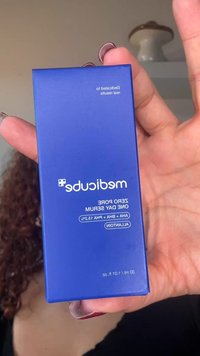 Dedicated to
real results
medicube
ZERO PORE
ONE DAY SERUM
AHA + BHA + PHA 13.2%
ALLANTOIN
30 ml / 1.01 fl. oz